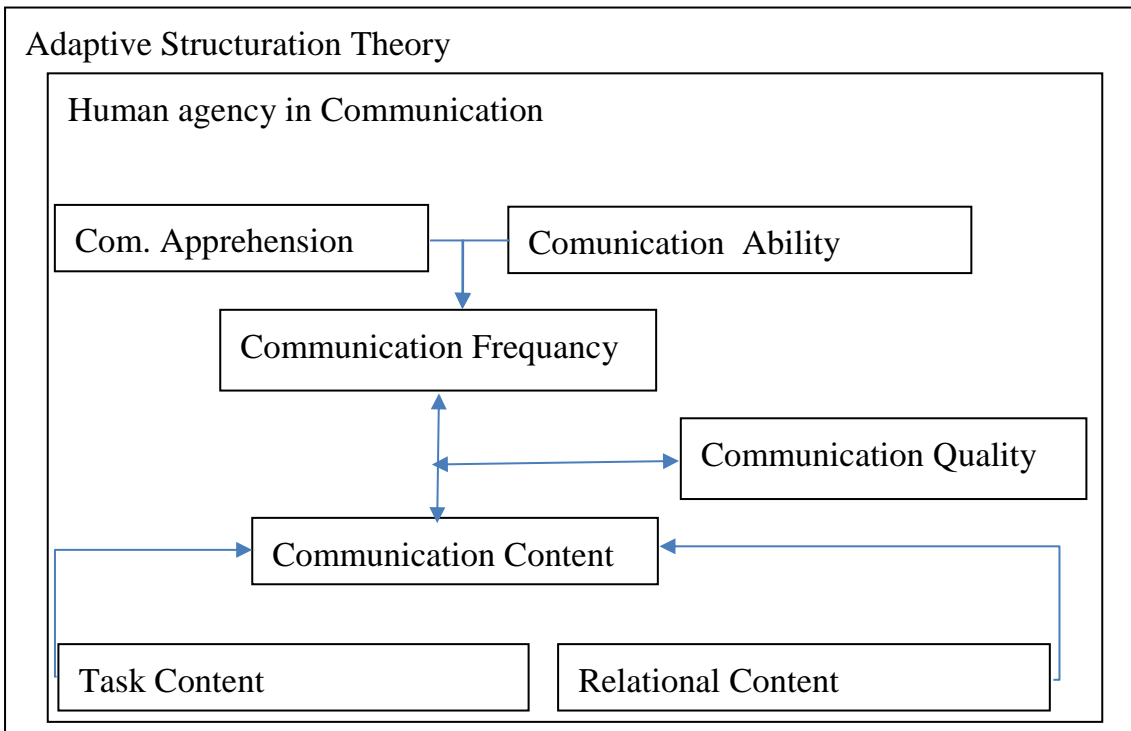 Adaptive Structuration Theory
Human agency in Communication
Com. Apprehension
Comunication Ability
Communication Frequancy
Communication Quality
Communication Content
Task Content
Relational Content